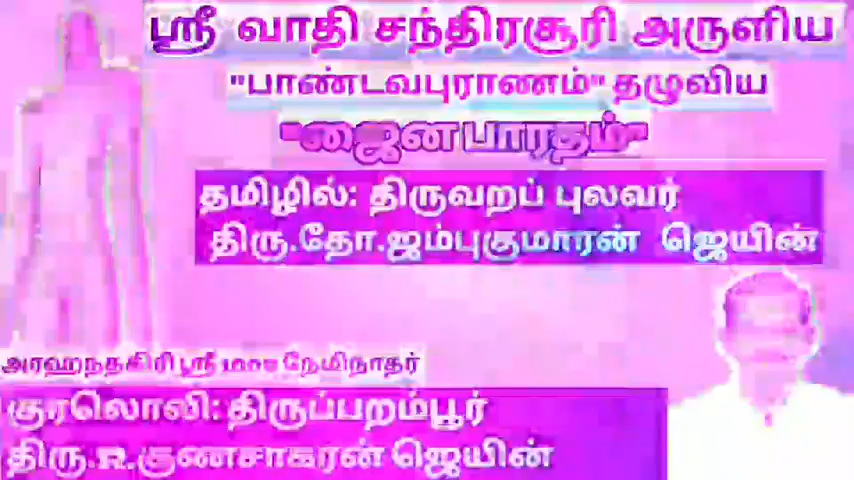 ஸ்ரீ வாதி சந்திரசூரி அருளிய
"பாண்டவபுராணம்" தழுவிய
"ஜைன பாரதம்"
தமிழில்: திருவறப் புலவர்
திரு.தோ.ஜம்புகுமாரன் ஜெயின்
அரஹந்தகிரி ஸ்ரீ நேமிநாதர்
குரலொலி: திருப்பறம்பூர்
திரு.ஐ.குணசாகரன் ஜெயின்